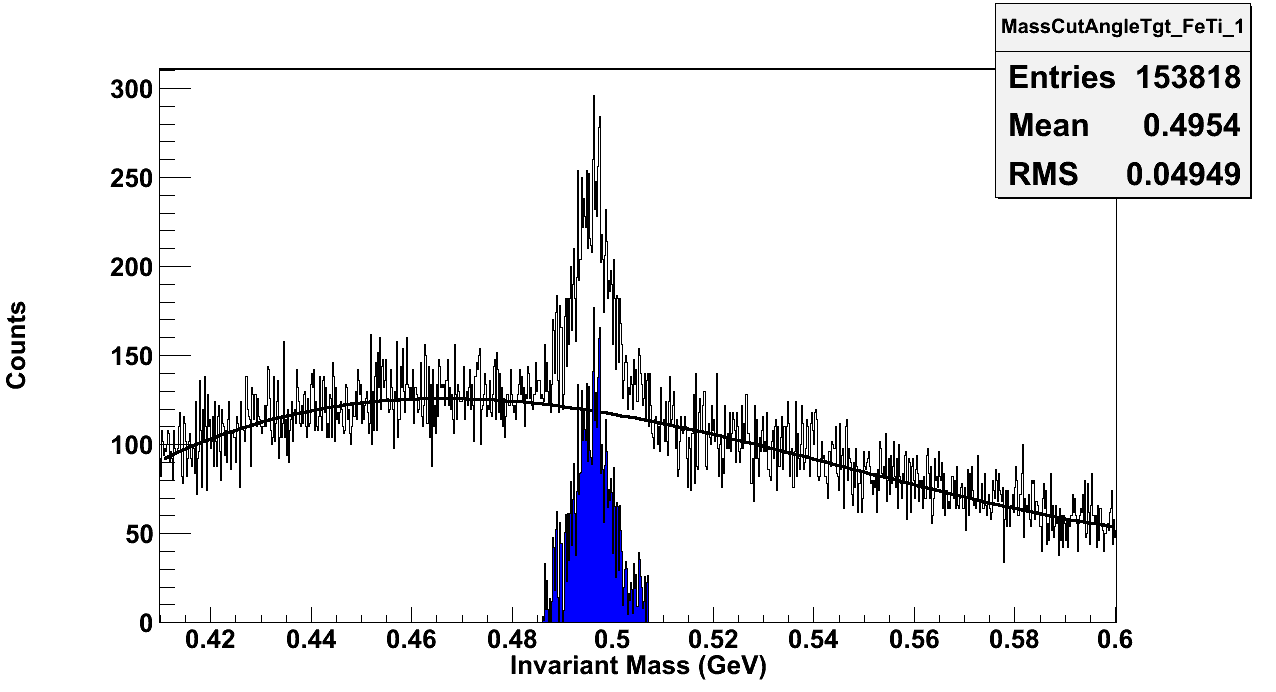 MassCutAngleTgt_FeTi_1
Entries 153818
Mean 0.4954
RMS 0.04949
Counts
300
250
200
150
100
50
0
0.42 0.44 0.46 0.48 0.5 0.52 0.54 0.56 0.58 0.6
Invariant Mass (GeV)